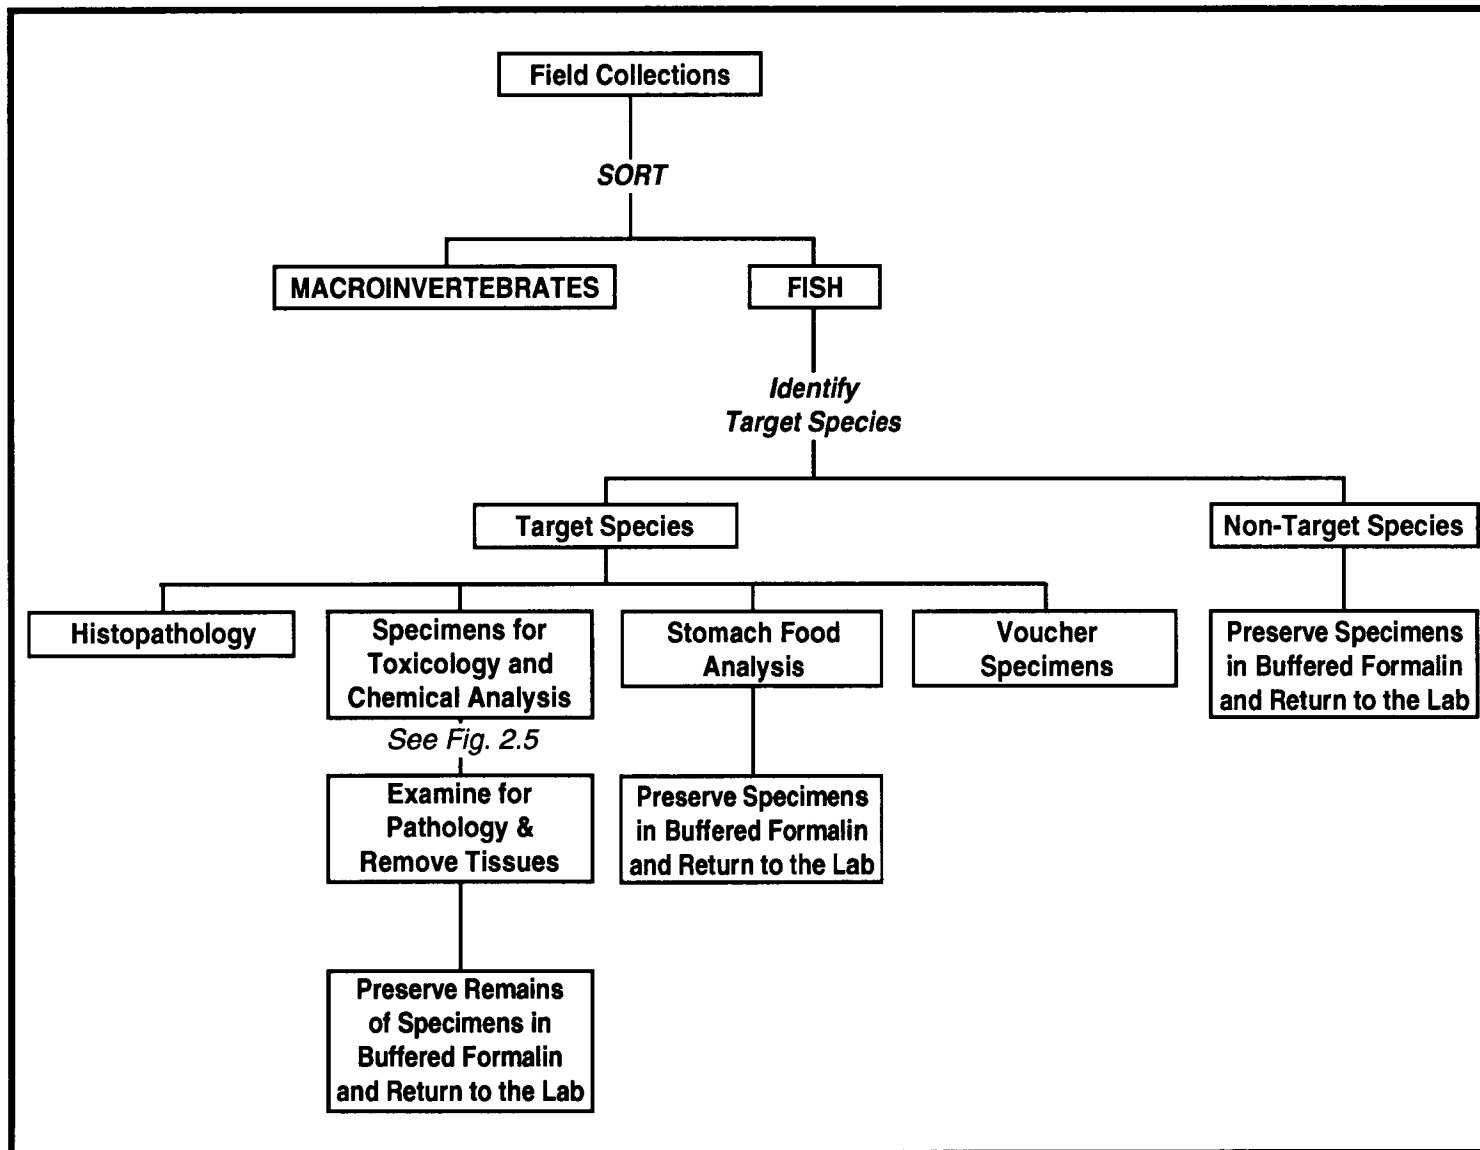 Field Collections
SORT
MACROINVERTEBRATES
FISH
Identify
Target Species
Target Species
Non-Target Species
Histopathology
Specimens for
Toxicology and
Chemical Analysis
Stomach Food
Analysis
Voucher
Specimens
Preserve Specimens
in Buffered Formalin
and Return to the Lab
See Fig. 2.5
Examine for
Pathology &
Remove Tissues
Preserve Specimens
in Buffered Formalin
and Return to the Lab
Preserve Remains
of Specimens in
Buffered Formalin
and Return to the Lab